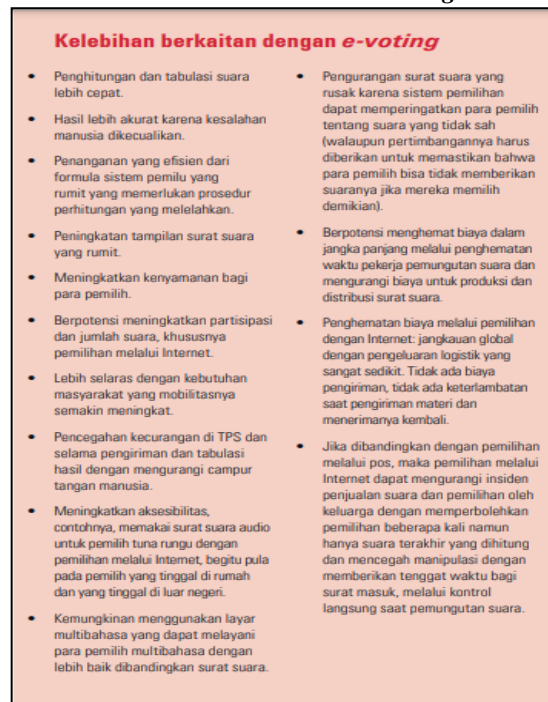 Kelebihan berkaitan dengan e-voting
• Penghitungan dan tabulasi suara
lebih cepat.
• Hasil lebih akurat karena kesalahan
manusia dikecualikan.
• Penanganan yang efisien dari
formula sistem pemilu yang
rumit yang memerlukan prosedur
perhitungan yang melelahkan.
• Peningkatan tampilan surat suara
yang rumit.
• Meningkatkan kenyamanan bagi
para pemilih.
• Berpotensi meningkatkan partisipasi
dan jumlah suara, khususnya
pemilihan melalui Internet.
• Lebih selaras dengan kebutuhan
masyarakat yang mobilitasnya
semakin meningkat.
• Pencegahan kecurangan di TPS dan
selama pengiriman dan tabulasi
hasil dengan mengurangi campur
tangan manusia.
• Meningkatkan aksesibilitas,
contohnya, memakai surat suara audio
untuk pemilih tuna rungu dengan
pemilihan melalui Internet, begitu pula
pada pemilih yang tinggal di rumah
dan yang tinggal di luar negeri.
• Kemungkinan menggunakan layar
multibahasa yang dapat melayani
para pemilih multibahasa dengan
lebih baik dibandingkan surat suara.
• Pengurangan surat suara yang
rusak karena sistem pemilihan
dapat memperingatkan para pemilih
tentang suara yang tidak sah
(walaupun pertimbangannya harus
diberikan untuk memastikan bahwa
para pemilih bisa tidak memberikan
suaranya jika mereka memilih
demikian).
• Berpotensi menghemat biaya dalam
jangka panjang melalui penghematan
waktu pekerja pemungutan suara dan
mengurangi biaya untuk produksi dan
distribusi surat suara.
• Penghematan biaya melalui pemilihan
dengan Internet: jangkauan global
dengan pengeluaran logistik yang
sangat sedikit. Tidak ada biaya
pengiriman, tidak ada keterlambatan
saat pengiriman materi dan
menerimanya kembali.
• Jika dibandingkan dengan pemilihan
melalui pos, maka pemilihan melalui
Internet dapat mengurangi insiden
penjualan suara dan pemilihan oleh
keluarga dengan memperbolehkan
pemilihan beberapa kali namun
hanya suara terakhir yang dihitung
dan mencegah manipulasi dengan
memberikan tenggat waktu bagi
surat masuk, melalui kontrol
langsung saat pemungutan suara.